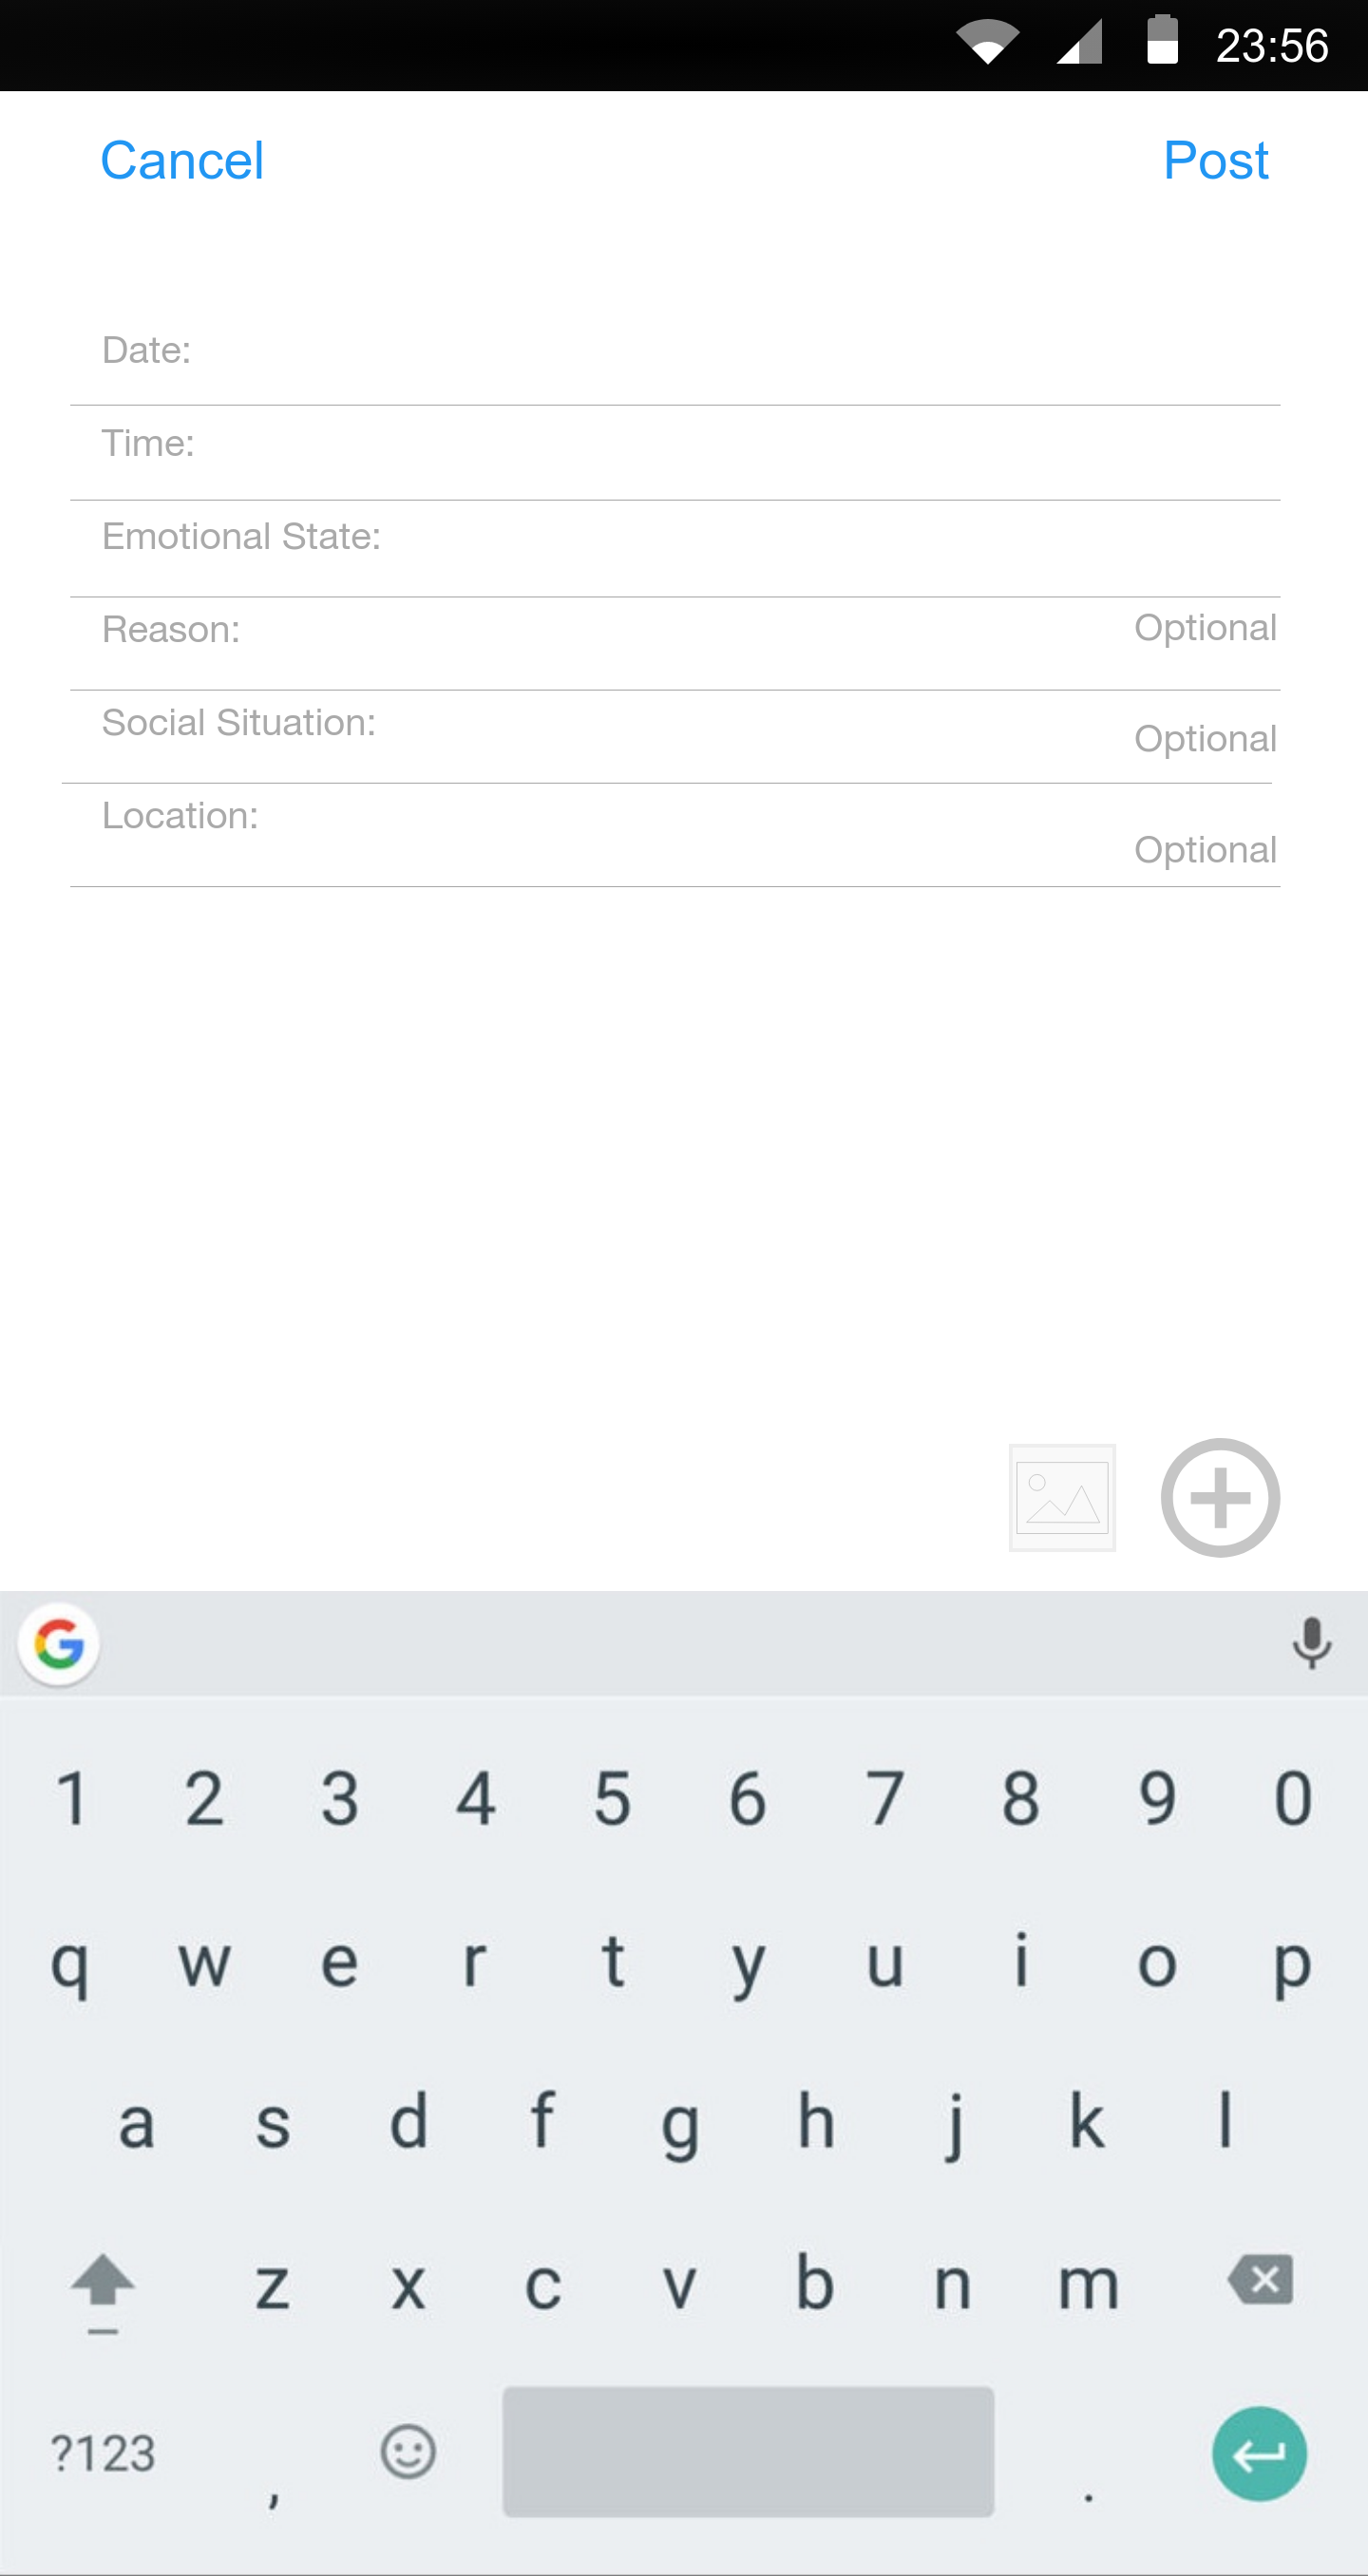 23:56
Cancel Post
Date:
Time:
Emotional State:
Reason: Optional
Social Situation: Optional
Location: Optional
G
1 2 3 4 5 6 7 8 9 0
q w e r t y u i o p
a s d f g h j k l
z x c v b n m
?123 , .